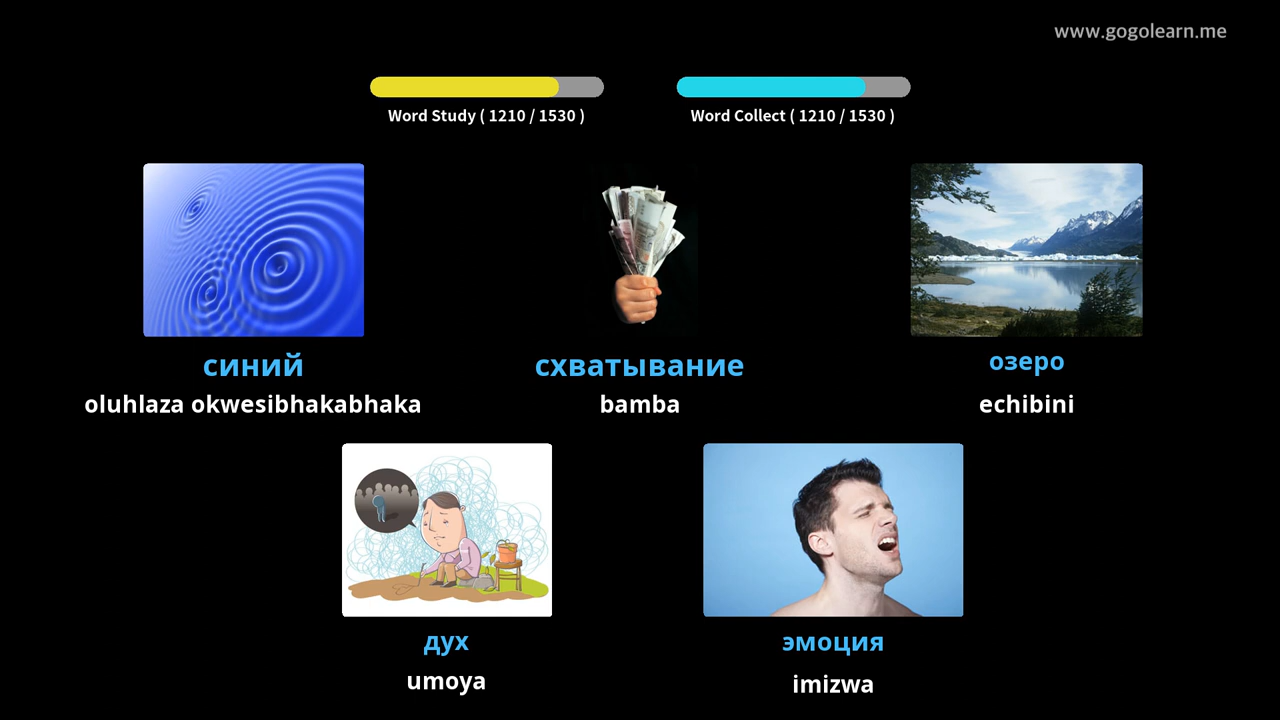 www.gogolearn.me
Word Study ( 1210 / 1530 )
Word Collect ( 1210 / 1530 )
синий
oluhlaza okwesibhakabhaka
схватывание
bamba
озеро
echibini
дух
umoya
эмоция
imizwa